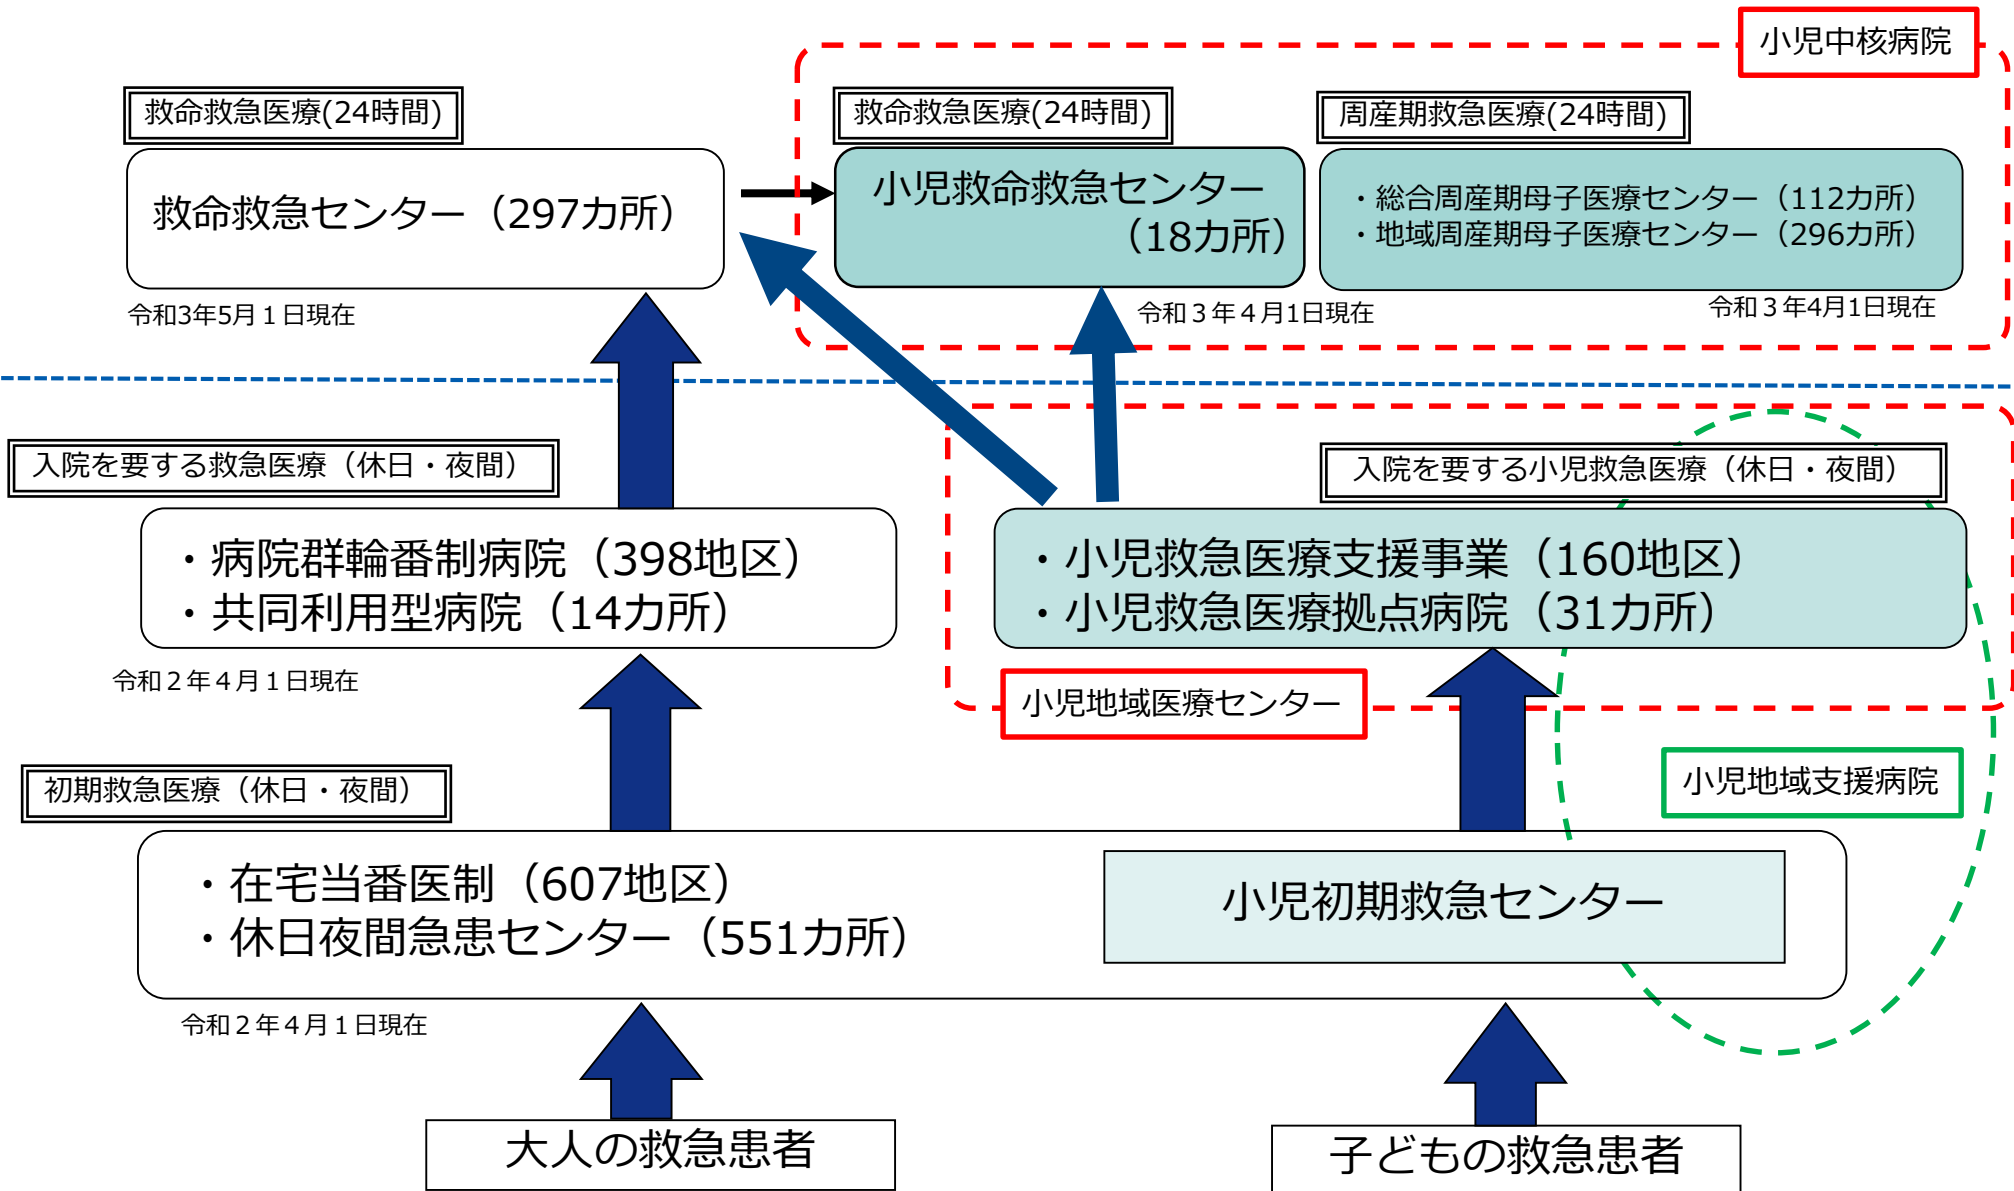 小児中核病院
救命救急医療(24時間)
救命救急センター（297カ所）
令和3年5月１日現在
救命救急医療(24時間)
小児救命救急センター
（18カ所）
令和３年４月1日現在
周産期救急医療(24時間)
・総合周産期母子医療センター（112カ所）
・地域周産期母子医療センター（296カ所）
令和３年4月1日現在
入院を要する救急医療（休日・夜間）
・病院群輪番制病院（398地区）
・共同利用型病院（14カ所）
令和２年４月１日現在
入院を要する小児救急医療（休日・夜間）
・小児救急医療支援事業（160地区）
・小児救急医療拠点病院（31カ所）
小児地域医療センター
小児地域支援病院
初期救急医療（休日・夜間）
・在宅当番医制（607地区）
・休日夜間急患センター（551カ所）
小児初期救急センター
令和２年４月１日現在
大人の救急患者
子どもの救急患者